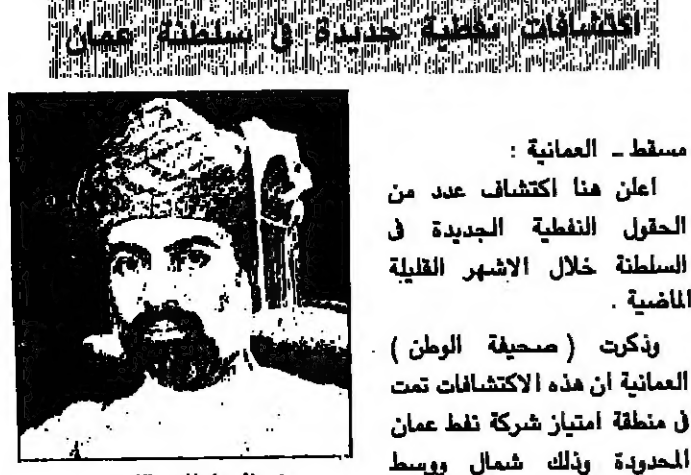 اكتشافات نفطية جديدة في سلطنة عمان
مسقط ـ العمانية :
اعلن هنا اكتشاف عدد من
الحقول النفطية الجديدة في
السلطنة خلال الاشهر القليلة
الماضية .
وذكرت ( صحيفة الوطن )
العمانية ان هذه الاكتشافات تمت
في منطقة امتياز شركة نفط عمان
المحدودة وذلك شمال ووسط